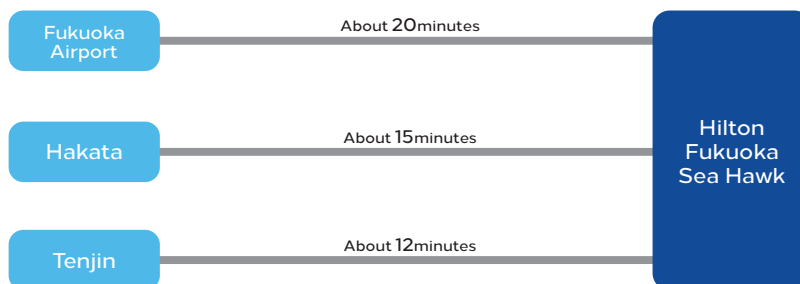 Fukuoka
Airport
About 20minutes
Hakata
About 15minutes
Tenjin
About 12minutes
Hilton
Fukuoka
Sea Hawk